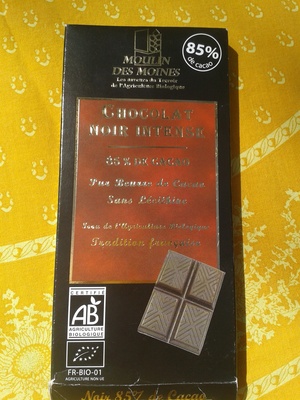 85%
de cacao
MOULIN
DES MOINES
Les saveurs du Terroir
de l'Agriculture Biologique
CHOCOLAT
NOIR INTENSE
85 % DE CACAO
Pur Beurre de Cacao
Sans Lécithine
Issu de l'Agriculture Biologique
Tradition française
CERTIFIÉ
AB
AGRICULTURE
BIOLOGIQUE
FR-BIO-01
AGRICULTURE NON UE
Noir 85% de Cacao